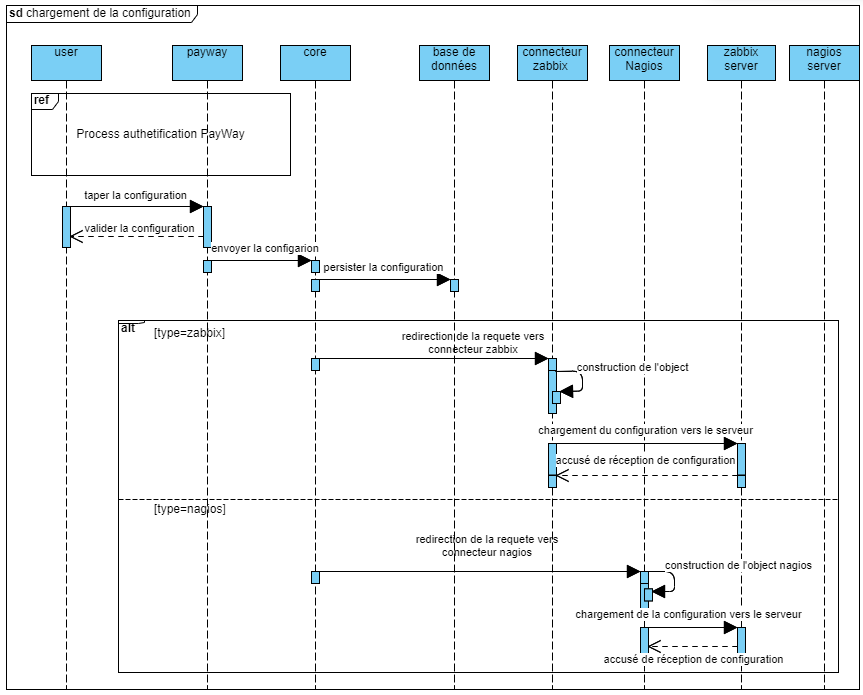 sd chargement de la configuration
user
payway
core
base de
données
connecteur
zabbix
connecteur
Nagios
zabbix
server
nagios
server
ref
Process authetification PayWay
taper la configuration
valider la configuration
envoyer la configarion
persister la configuration
alt
[type=zabbix]
redirection de la requete vers
connecteur zabbix
construction de l'object
chargement du configuration vers le serveur
accusé de réception de configuration
[type=nagios]
redirection de la requete vers
connecteur nagios
construction de l'object nagios
chargement de la configuration vers le serveur
accusé de réception de configuration